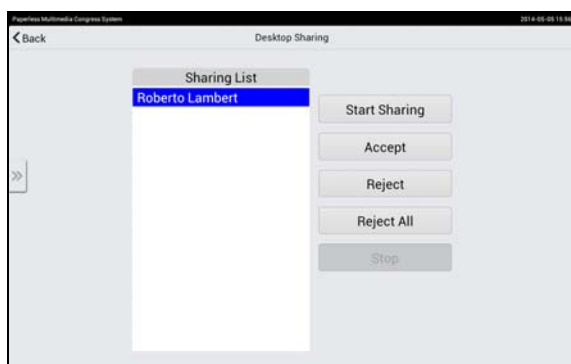 Paperless Multimedia Congress System
2014-05-05 15:56
Back
Desktop Sharing
Sharing List
Roberto Lambert
Start Sharing
Accept
Reject
Reject All
Stop